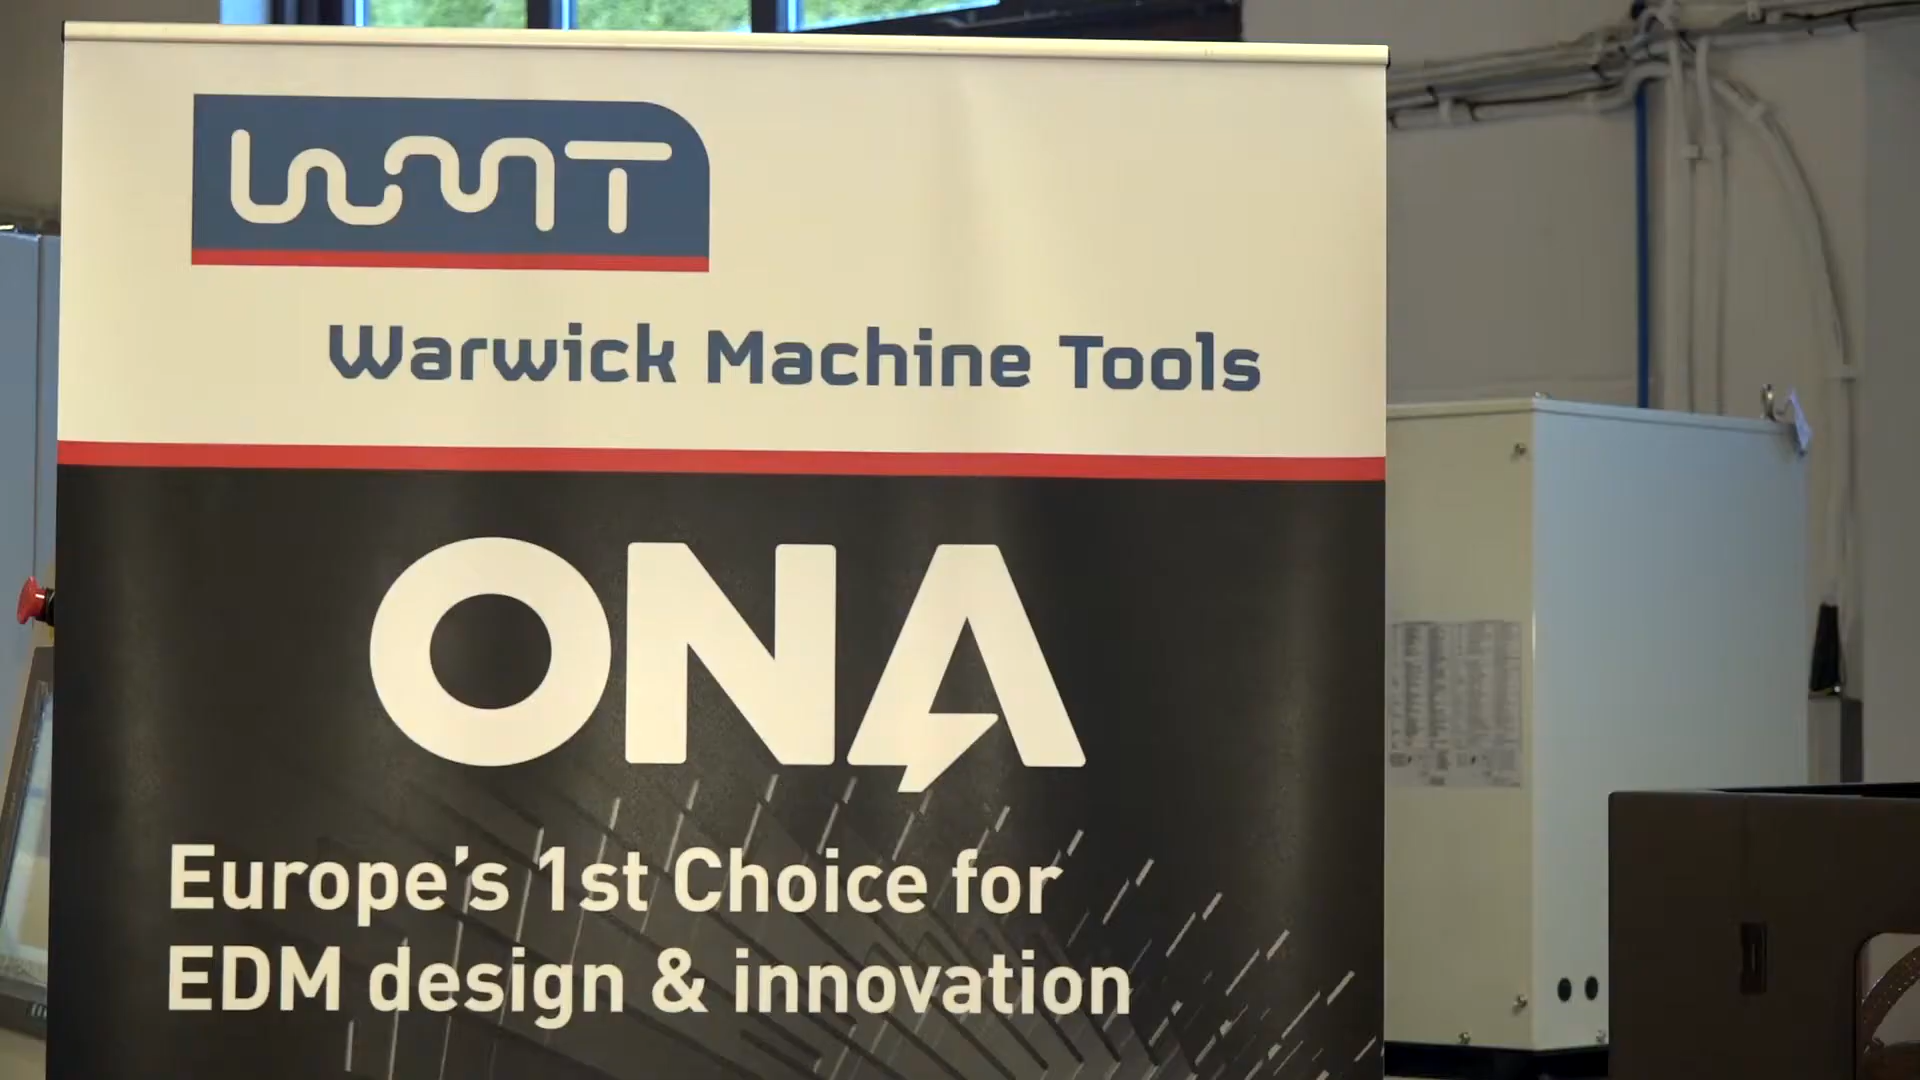 WMT
Warwick Machine Tools
ONA
Europe's 1st Choice for
EDM design & innovation